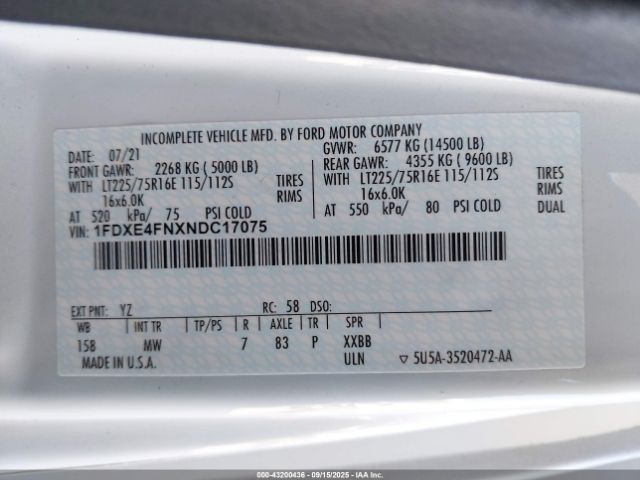 INCOMPLETE VEHICLE MFD. BY FORD MOTOR COMPANY
DATE: 07/21 GVWR: 6577 KG (14500 LB)
FRONT GAWR: 2268 KG ( 5000 LB) REAR GAWR: 4355 KG ( 9600 LB)
WITH LT225/75R16E 115/112S TIRES WITH LT225/75R16E 115/112S TIRES
16x6.0K RIMS 16x6.0K RIMS
AT 520 kPa/ 75 PSI COLD AT 550 kPa/ 80 PSI COLD DUAL
VIN: 1FDXE4FNXNDC17075
EXT PNT: YZ RC: 58 DSO:
WB INT TR TP/PS R AXLE TR SPR
158 MW 7 83 P XXBB
MADE IN U.S.A. ULN ▽ 5U5A-3520472-AA
000-43200436 - 09/15/2025 - IAA Inc.